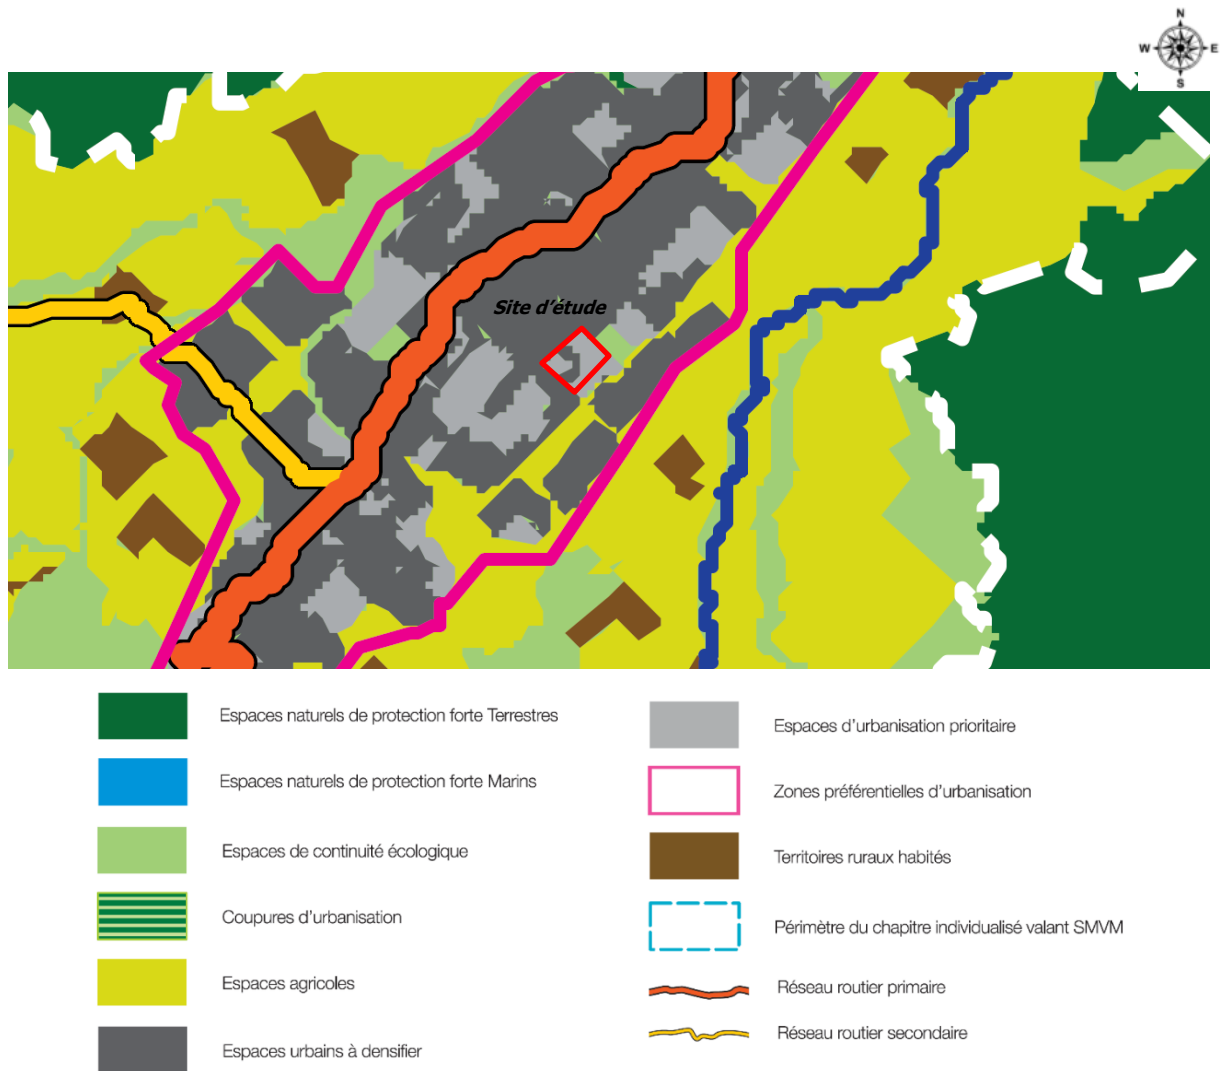 N
W E
S
Site d'étude
Espaces naturels de protection forte Terrestres
Espaces naturels de protection forte Marins
Espaces de continuité écologique
Coupures d'urbanisation
Espaces agricoles
Espaces urbains à densifier
Espaces d'urbanisation prioritaire
Zones préférentielles d'urbanisation
Territoires ruraux habités
Périmètre du chapitre individualisé valant SMVM
Réseau routier primaire
Réseau routier secondaire